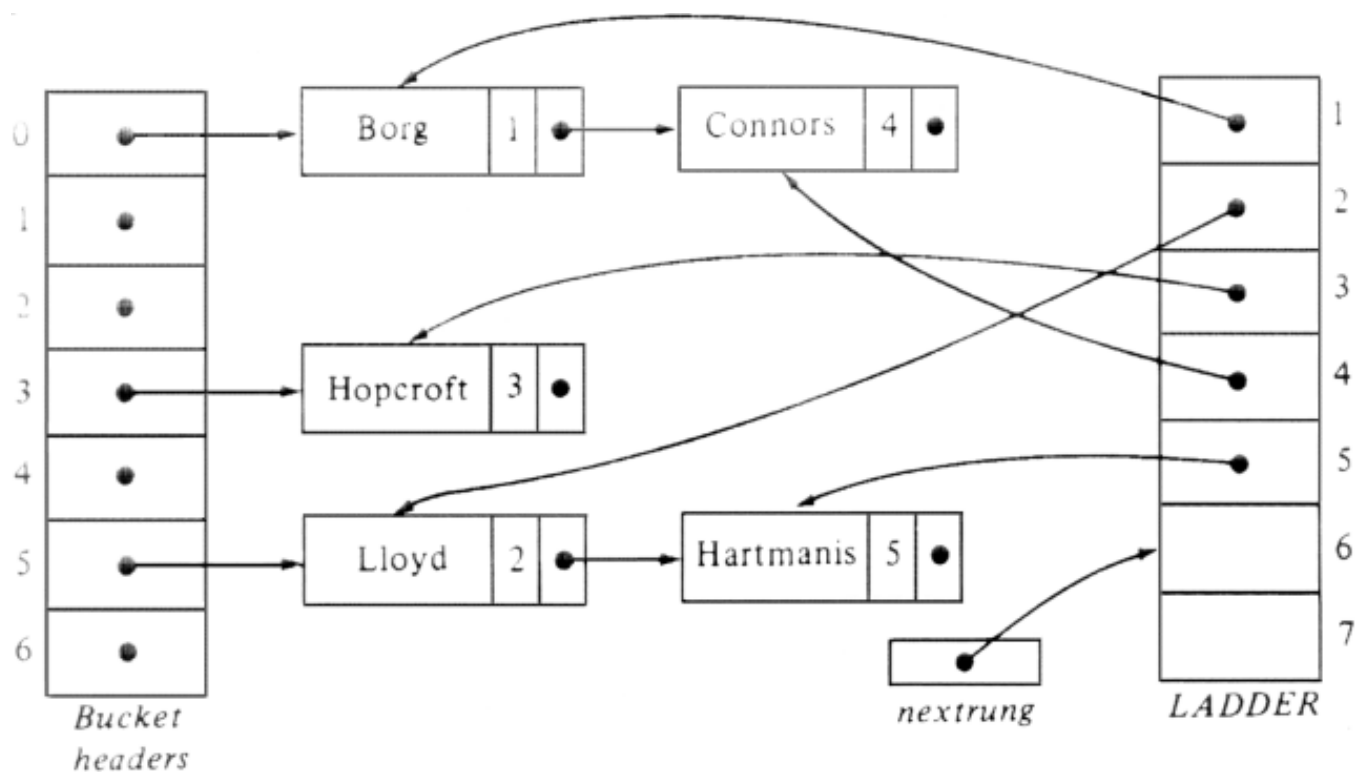 0 Borg 1 Connors 4 1
1 2
2 3
3 Hopcroft 3 4
4 5
5 Lloyd 2 Hartmanis 5 6
6 7
Bucket nextrung LADDER
headers